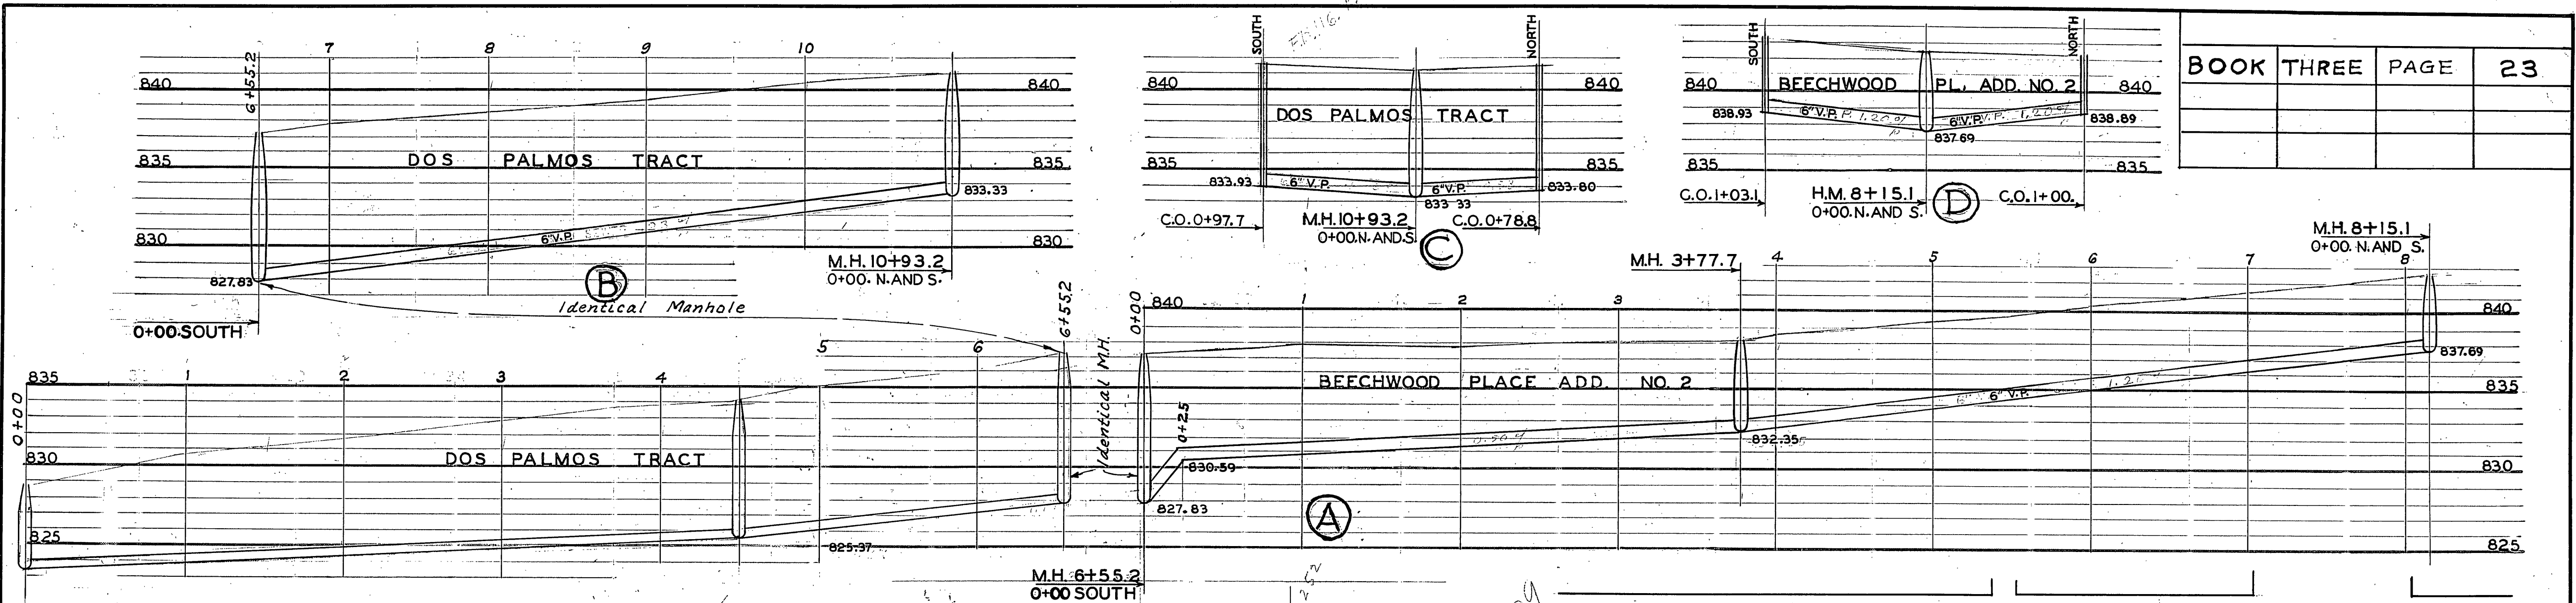 BOOK THREE PAGE 23
6+55.2
7 8 9 10
840 840
835 DOS PALMOS TRACT 835
833.33
830 6"V.P. 830
827.83
B
M.H. 10+93.2
0+00. N. AND S.
Identical Manhole
0+00 SOUTH
SOUTH NORTH
840
DOS PALMOS TRACT
835 835
833.93 6"V.P. 6"V.P. 833.80
833 33
C.O. 0+97.7 M.H. 10+93.2 C.O. 0+78.8
0+00. N. AND S.
C
SOUTH NORTH
840 BEECHWOOD PL. ADD. NO. 2 840
838.93 6"V.P. 1.20% 6"V.P. 1.20% 838.89
837.69
835 835
C.O. 1+03.1 H.M. 8+15.1 C.O. 1+00.
0+00. N. AND S.
D
0+00
1 2 3 4 5 6
6+55.2
835
830 DOS PALMOS TRACT
825
825.37
Identical M.H.
M.H. 6+55.2
0+00 SOUTH
0+00
0+25
M.H. 3+77.7
M.H. 8+15.1
0+00. N. AND S.
840 1 2 3 4 5 6 7 8 840
837.69
BEECHWOOD PLACE ADD. NO. 2 835
6" V.P.
832.35
830.59 830
827.83
A
825